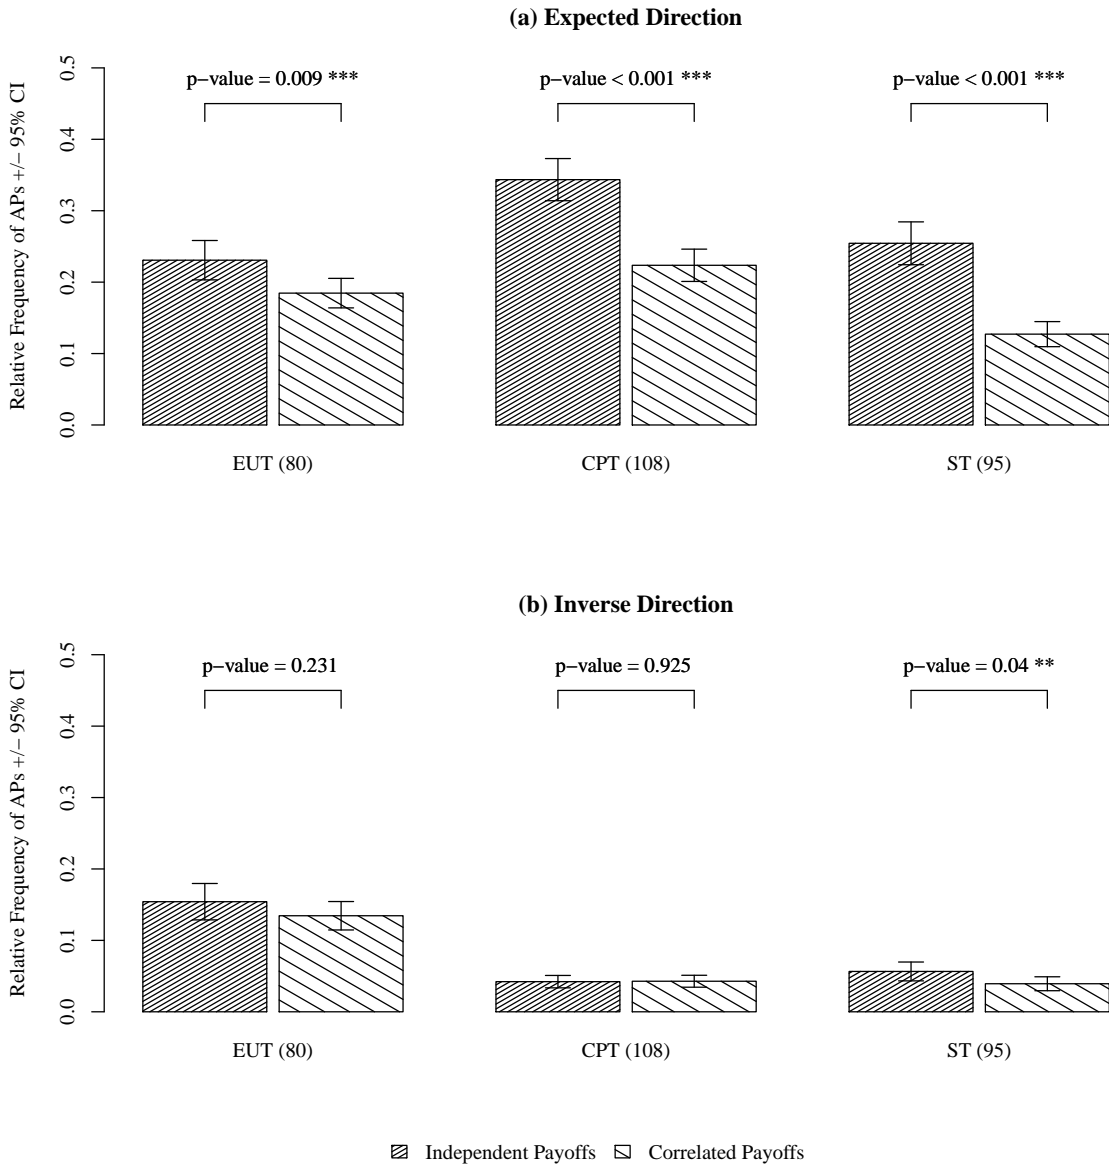 (a) Expected Direction
Relative Frequency of APs +/− 95% CI
0.0 0.1 0.2 0.3 0.4 0.5
p−value = 0.009 *** p−value < 0.001 *** p−value < 0.001 ***
EUT (80) CPT (108) ST (95)
(b) Inverse Direction
Relative Frequency of APs +/− 95% CI
0.0 0.1 0.2 0.3 0.4 0.5
p−value = 0.231 p−value = 0.925 p−value = 0.04 **
EUT (80) CPT (108) ST (95)
Independent Payoffs Correlated Payoffs